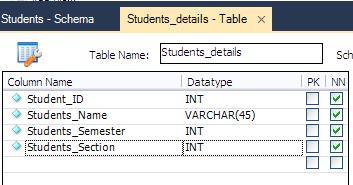 Students - Schema Students_details - Table ×
Table Name: Students_details Sch
Column Name Datatype PK NN
Student_ID INT
Students_Name VARCHAR(45)
Students_Semester INT
Students_Section INT